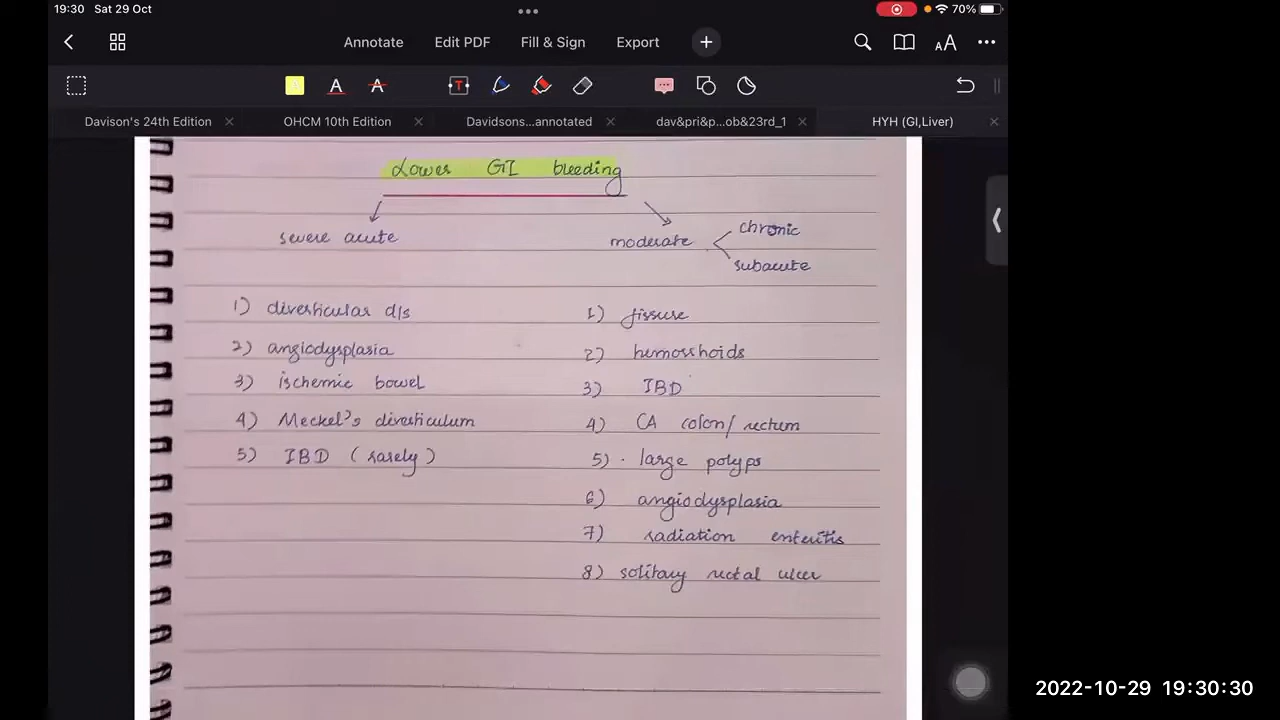 19:30 Sat 29 Oct
70%
Annotate Edit PDF Fill & Sign Export
AA
T
Davison's 24th Edition
OHCM 10th Edition
Davidsons...annotated
dav&pri&p...ob&23rd_1
HYH (GI,Liver)
Lower GI bleeding
severe acute
moderate
chronic
subacute
1) diverticular d/s
2) angiodysplasia
3) ischemic bowel
4) Meckel's diverticulum
5) IBD (rarely)
1) fissure
2) hemorrhoids
3) IBD
4) CA colon/rectum
5) large polyps
6) angiodysplasia
7) radiation enteritis
8) solitary rectal ulcer
2022-10-29 19:30:30